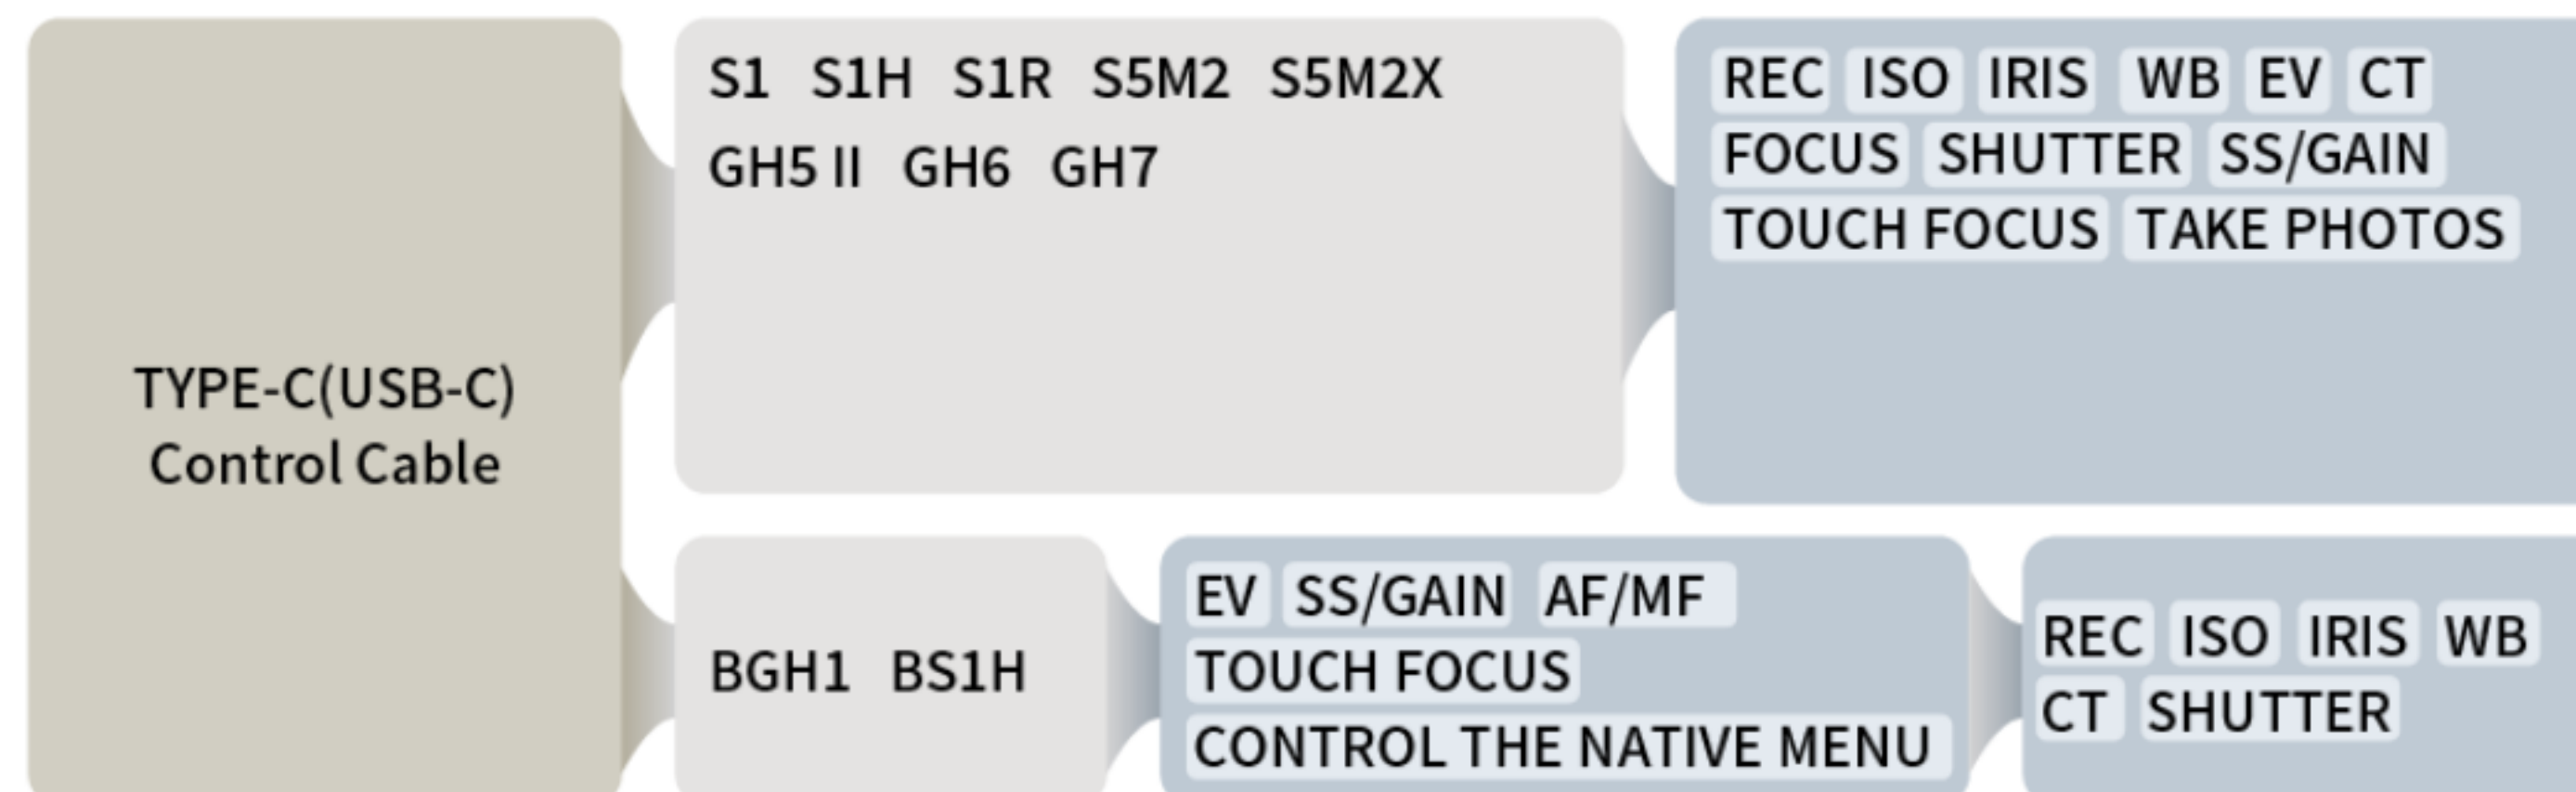 TYPE-C(USB-C)
Control Cable
S1 S1H S1R S5M2 S5M2X
GH5 II GH6 GH7
REC ISO IRIS WB EV CT
FOCUS SHUTTER SS/GAIN
TOUCH FOCUS TAKE PHOTOS
BGH1 BS1H
EV SS/GAIN AF/MF
TOUCH FOCUS
CONTROL THE NATIVE MENU
REC ISO IRIS WB
CT SHUTTER